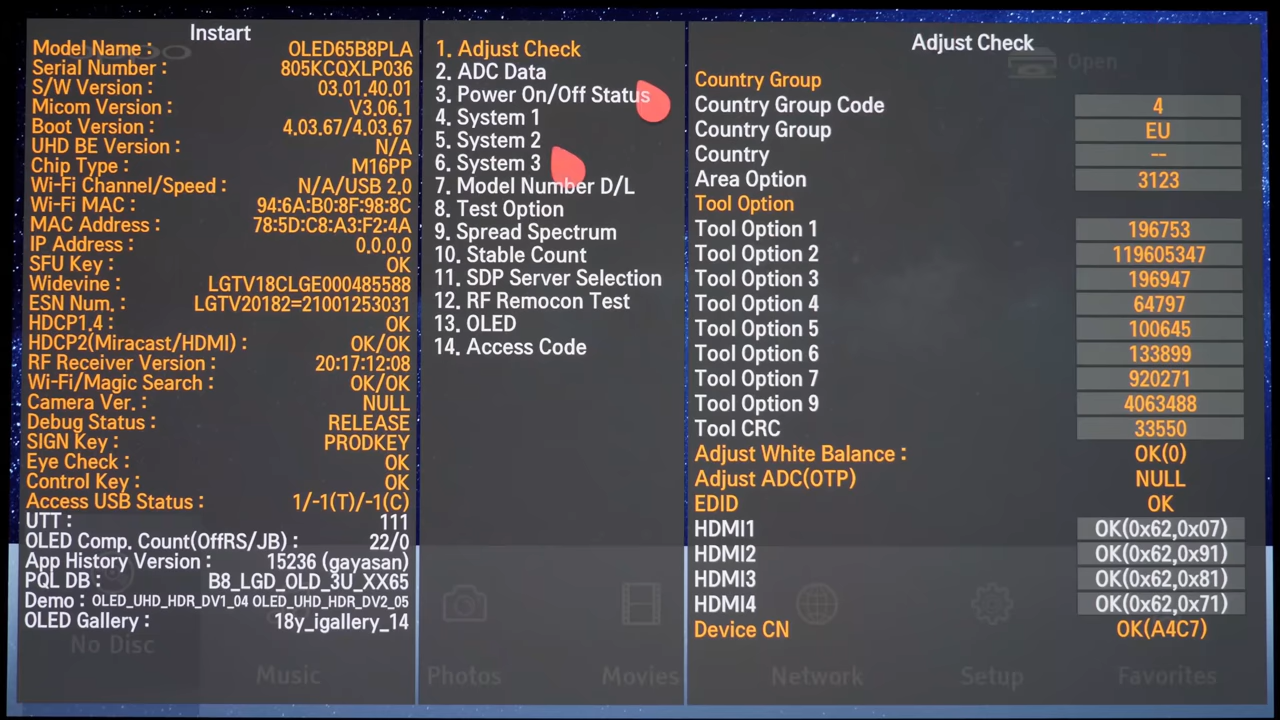 Instart
Model Name : OLED65B8PLA
Serial Number : 805KCQXLP036
S/W Version : 03.01.40.01
Micom Version : V3.06.1
Boot Version : 4.03.67/4.03.67
UHD BE Version : N/A
Chip Type : M16PP
Wi-Fi Channel/Speed : N/A/USB 2.0
Wi-Fi MAC : 94:6A:B0:8F:98:8C
MAC Address : 78:5D:C8:A3:F2:4A
IP Address : 0.0.0.0
SFU Key : OK
Widevine : LGTV18CLGE000485588
ESN Num. : LGTV20182=21001253031
HDCP1.4 : OK
HDCP2(Miracast/HDMI) : OK/OK
RF Receiver Version : 20:17:12:08
Wi-Fi/Magic Search : OK/OK
Camera Ver. : NULL
Debug Status : RELEASE
SIGN Key : PRODKEY
Eye Check : OK
Control Key : OK
Access USB Status : 1/-1(T)/-1(C)
UTT : 111
OLED Comp. Count(OffRS/JB) : 22/0
App History Version : 15236 (gayasan)
PQL DB : B8_LGD_OLD_3U_XX65
Demo : OLED_UHD_HDR_DV1_04 OLED_UHD_HDR_DV2_05
OLED Gallery : 18y_igallery_14
1. Adjust Check
2. ADC Data
3. Power On/Off Status
4. System 1
5. System 2
6. System 3
7. Model Number D/L
8. Test Option
9. Spread Spectrum
10. Stable Count
11. SDP Server Selection
12. RF Remocon Test
13. OLED
14. Access Code
Adjust Check
Open
Country Group
Country Group Code 4
Country Group EU
Country --
Area Option 3123
Tool Option
Tool Option 1 196753
Tool Option 2 119605347
Tool Option 3 196947
Tool Option 4 64797
Tool Option 5 100645
Tool Option 6 133899
Tool Option 7 920271
Tool Option 9 4063488
Tool CRC 33550
Adjust White Balance : OK(0)
Adjust ADC(OTP) NULL
EDID OK
HDMI1 OK(0x62,0x07)
HDMI2 OK(0x62,0x91)
HDMI3 OK(0x62,0x81)
HDMI4 OK(0x62,0x71)
Device CN OK(A4C7)
No Disc
Music
Photos
Movies
Network
Setup
Favorites